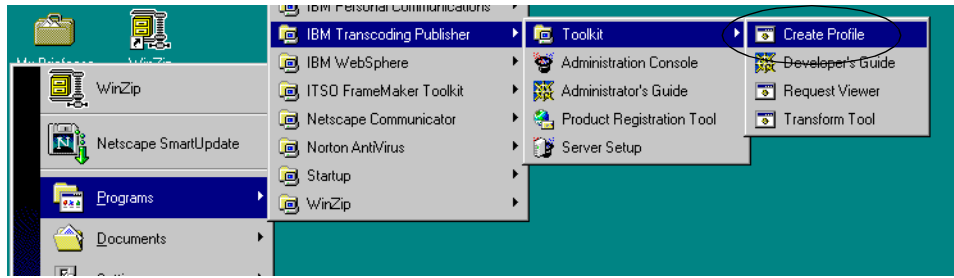 IBM Personal Communications
IBM Transcoding Publisher
IBM WebSphere
ITSO FrameMaker Toolkit
Netscape Communicator
Norton AntiVirus
Startup
WinZip
Toolkit
Administration Console
Administrator's Guide
Product Registration Tool
Server Setup
Create Profile
Developer's Guide
Request Viewer
Transform Tool
My Briefcase
WinZip
WinZip
Netscape SmartUpdate
Programs
Documents